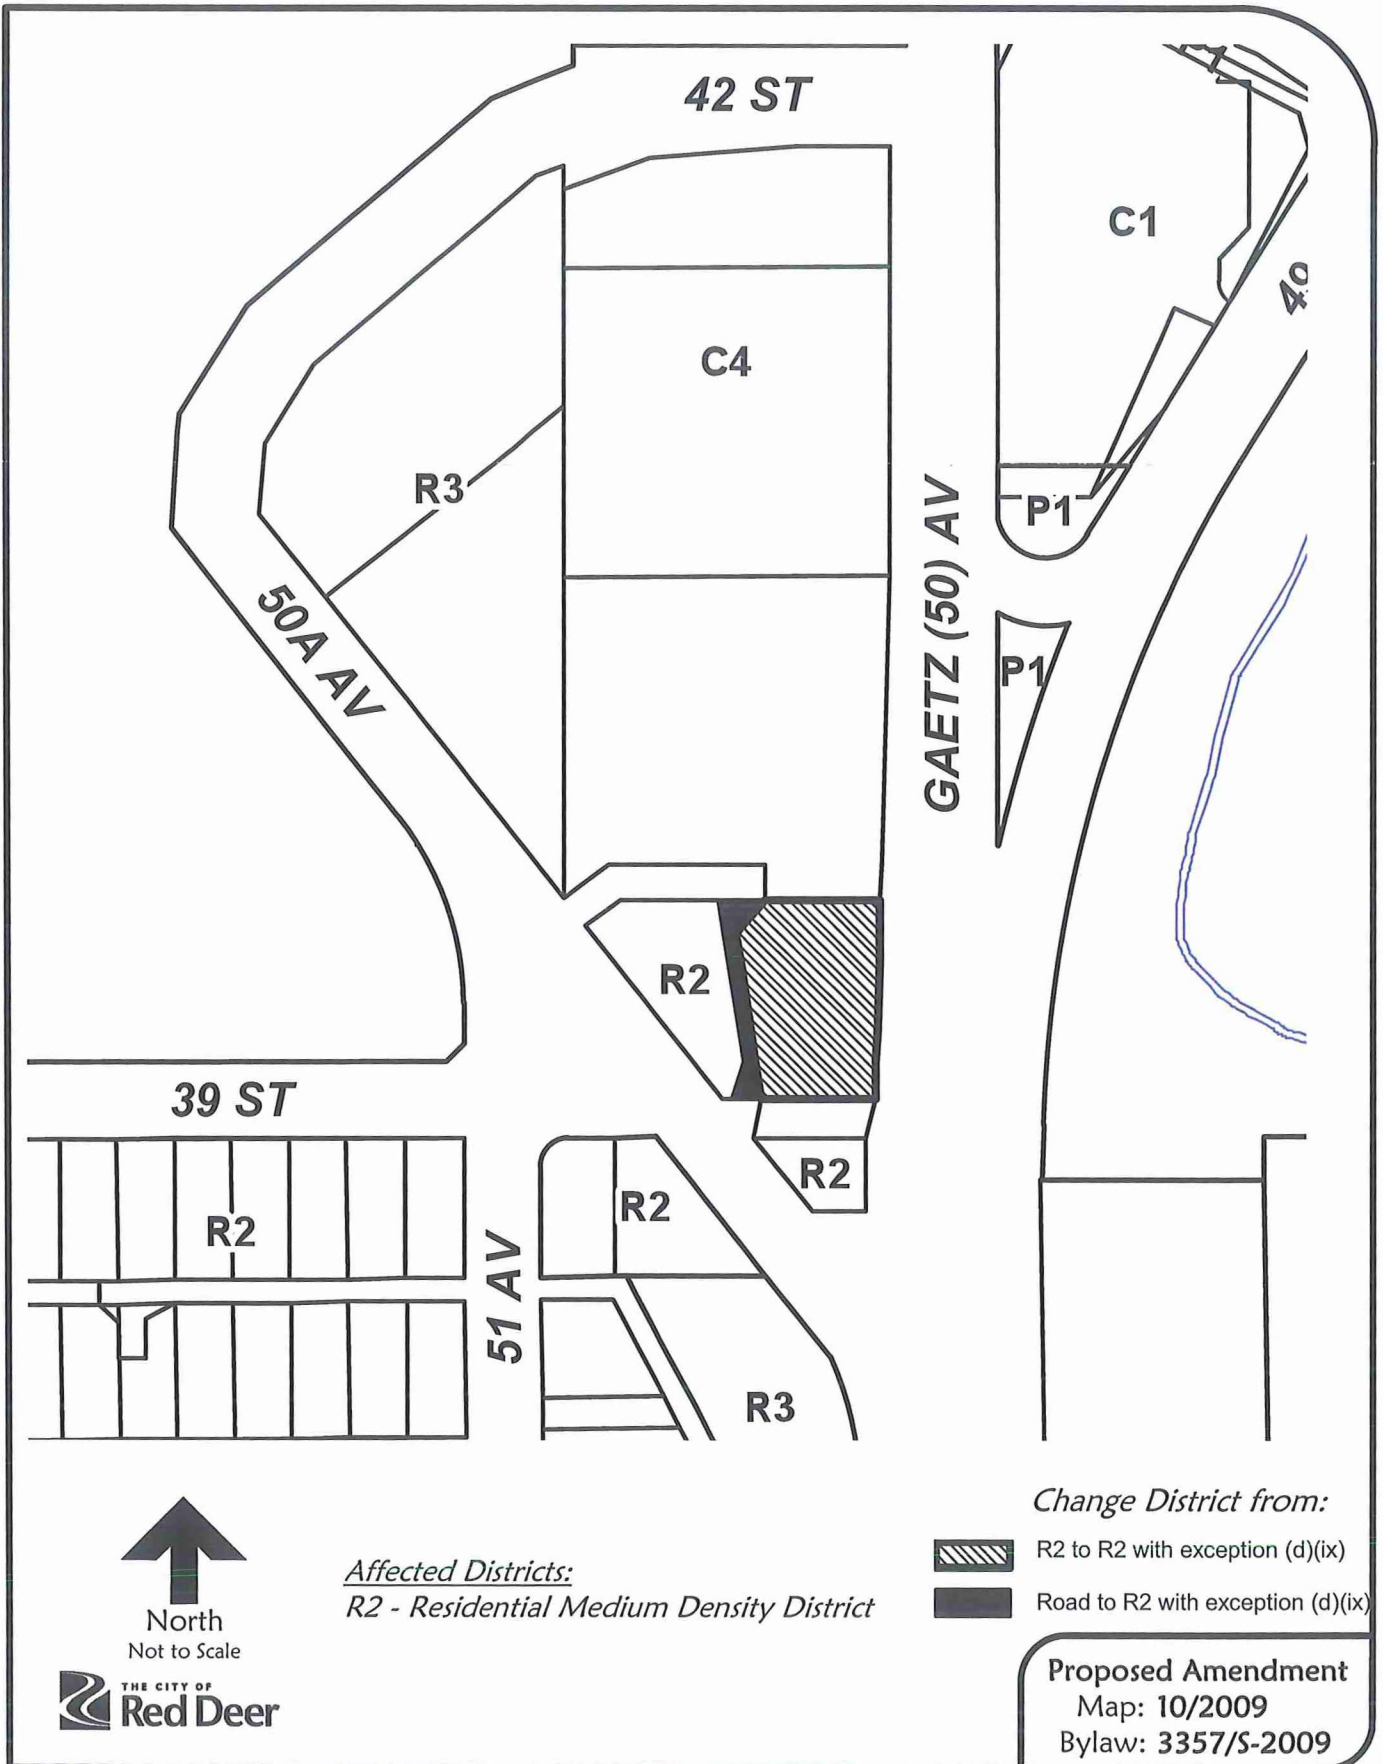 42 ST
C1
49
C4
R3
P1
GAETZ (50) AV
50A AV
P1
R2
39 ST
R2
R2
R2
51 AV
R3
Change District from:
R2 to R2 with exception (d)(ix)
Road to R2 with exception (d)(ix)
Affected Districts:
R2 - Residential Medium Density District
North
Not to Scale
THE CITY OF
Red Deer
Proposed Amendment
Map: 10/2009
Bylaw: 3357/S-2009